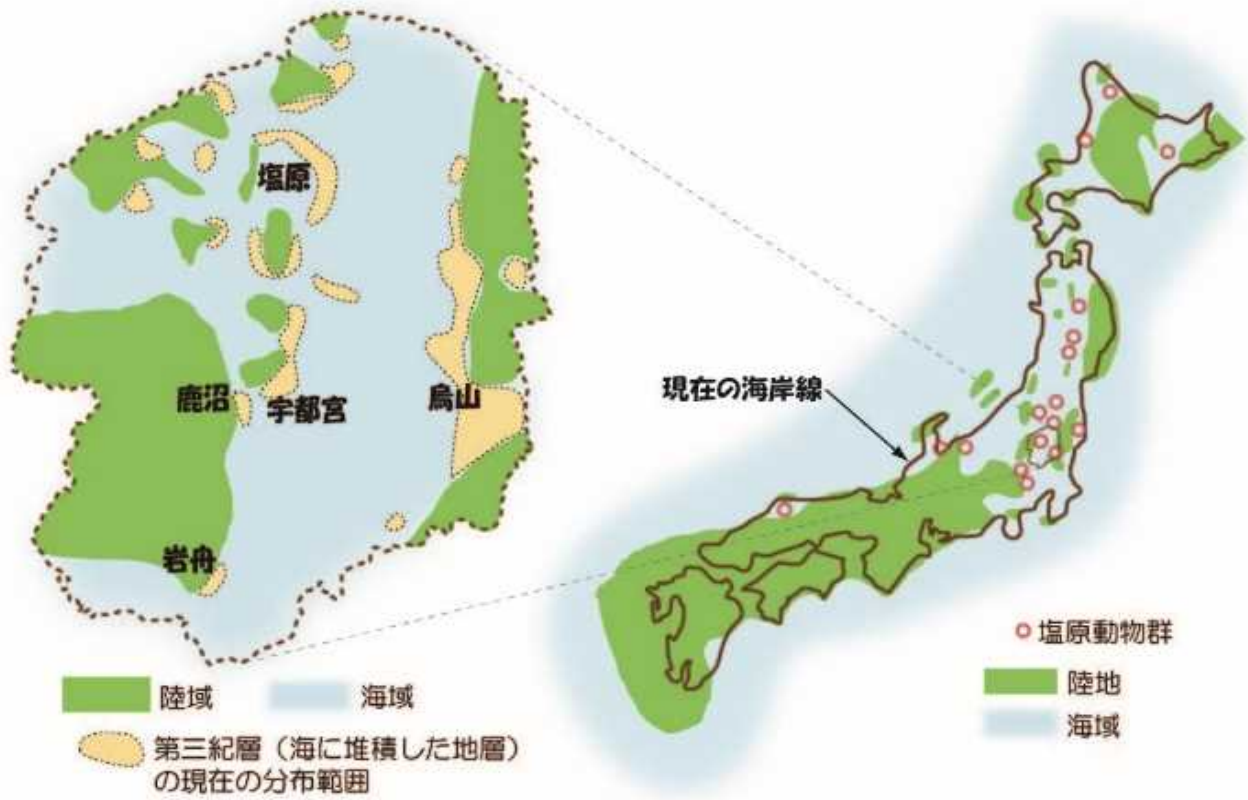 塩原
鹿沼
宇都宮
烏山
岩舟
陸域
海域
第三紀層（海に堆積した地層）
の現在の分布範囲
現在の海岸線
塩原動物群
陸地
海域